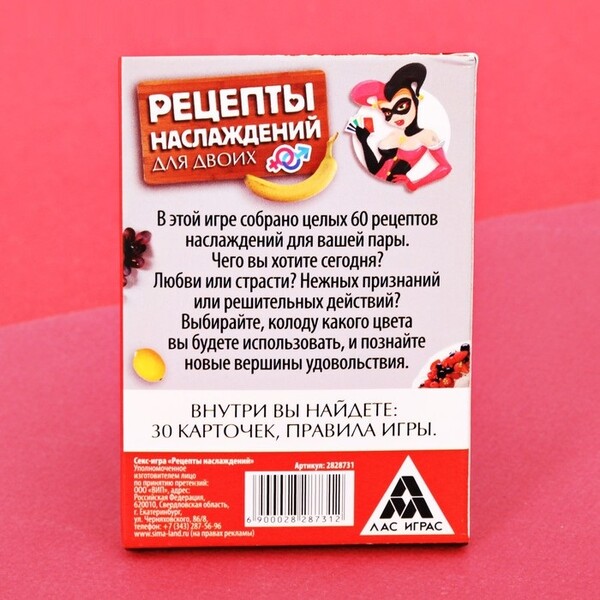 РЕЦЕПТЫ
НАСЛАЖДЕНИЙ
ДЛЯ ДВОИХ
В этой игре собрано целых 60 рецептов
наслаждений для вашей пары.
Чего вы хотите сегодня?
Любви или страсти? Нежных признаний
или решительных действий?
Выбирайте, колоду какого цвета
вы будете использовать, и познайте
новые вершины удовольствия.
ВНУТРИ ВЫ НАЙДЕТЕ:
30 КАРТОЧЕК, ПРАВИЛА ИГРЫ.
Секс-игра «Рецепты наслаждений»
Уполномоченное
изготовителем лицо
по принятию претензий:
ООО «ВИП», адрес:
Российская Федерация,
620010, Свердловская область,
г. Екатеринбург,
ул. Черняховского, 86/8,
телефон: +7 (343) 287-56-96
www.sima-land.ru (на правах рекламы)
Артикул: 2828731
6 900028 287312
ЛАС ИГРАС